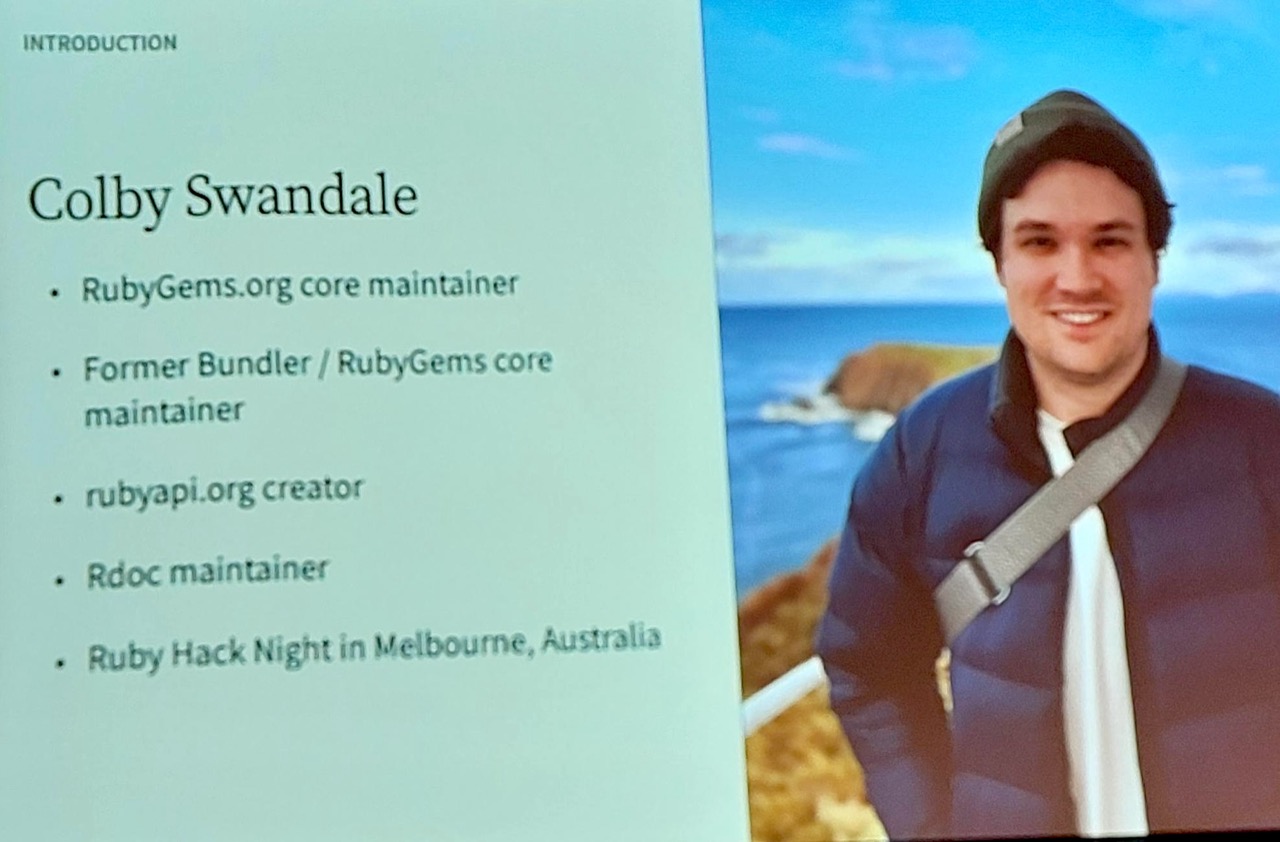 INTRODUCTION
Colby Swandale
• RubyGems.org core maintainer
• Former Bundler / RubyGems core
maintainer
• rubyapi.org creator
• Rdoc maintainer
• Ruby Hack Night in Melbourne, Australia